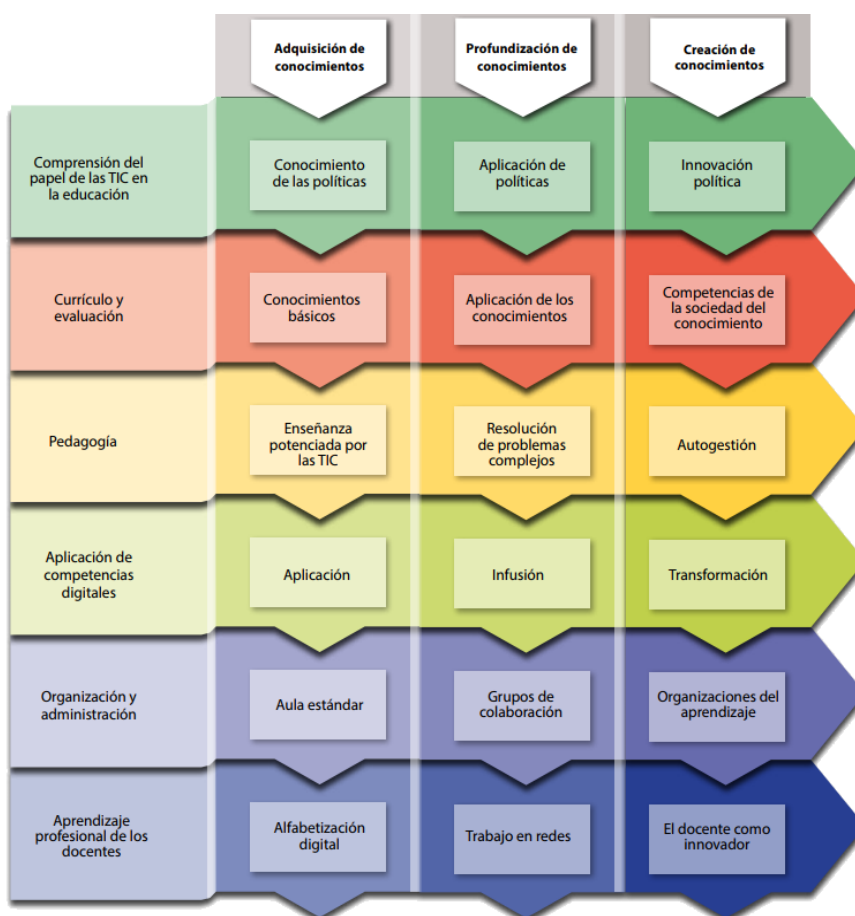 Adquisición de
conocimientos
Profundización de
conocimientos
Creación de
conocimientos
Comprensión del
papel de las TIC en
la educación
Conocimiento
de las políticas
Aplicación de
políticas
Innovación
política
Currículo y
evaluación
Conocimientos
básicos
Aplicación de los
conocimientos
Competencias de
la sociedad del
conocimiento
Pedagogía
Enseñanza
potenciada por
las TIC
Resolución
de problemas
complejos
Autogestión
Aplicación de
competencias
digitales
Aplicación
Infusión
Transformación
Organización y
administración
Aula estándar
Grupos de
colaboración
Organizaciones del
aprendizaje
Aprendizaje
profesional de los
docentes
Alfabetización
digital
Trabajo en redes
El docente como
innovador